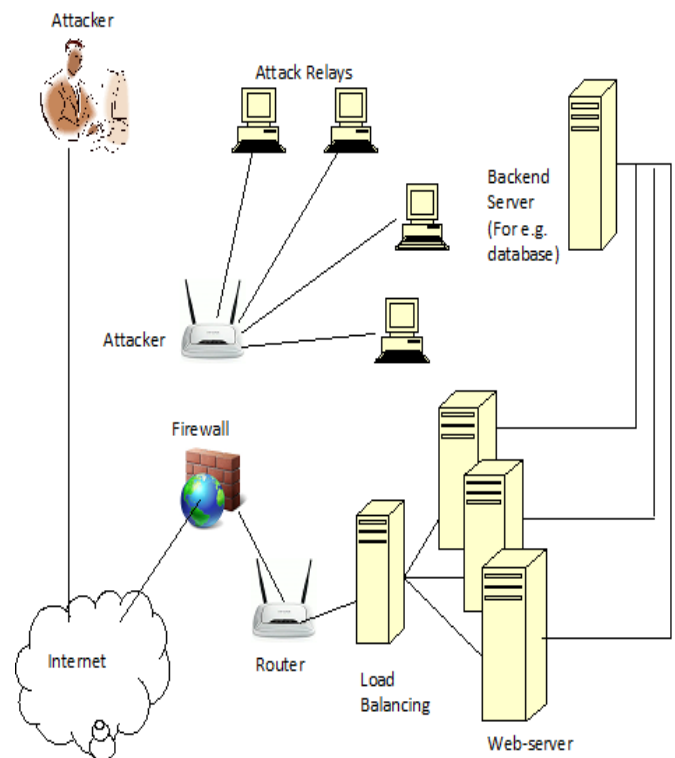 Attacker
Attack Relays
Backend
Server
(For e.g.
database)
Attacker
Firewall
Internet
Router
Load
Balancing
Web-server